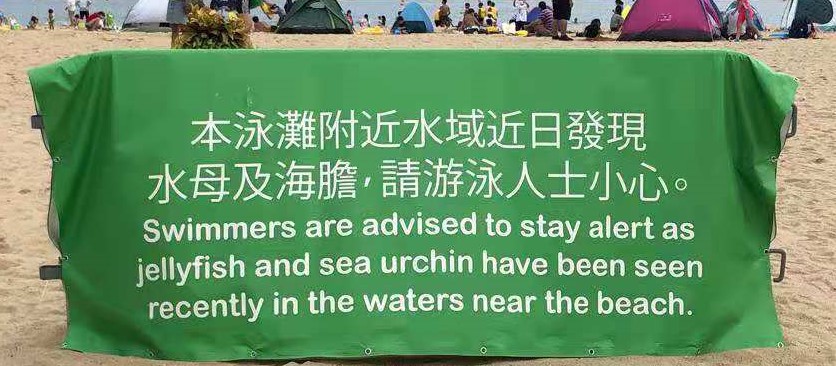 本泳灘附近水域近日發現
水母及海膽，請游泳人士小心。
Swimmers are advised to stay alert as
jellyfish and sea urchin have been seen
recently in the waters near the beach.